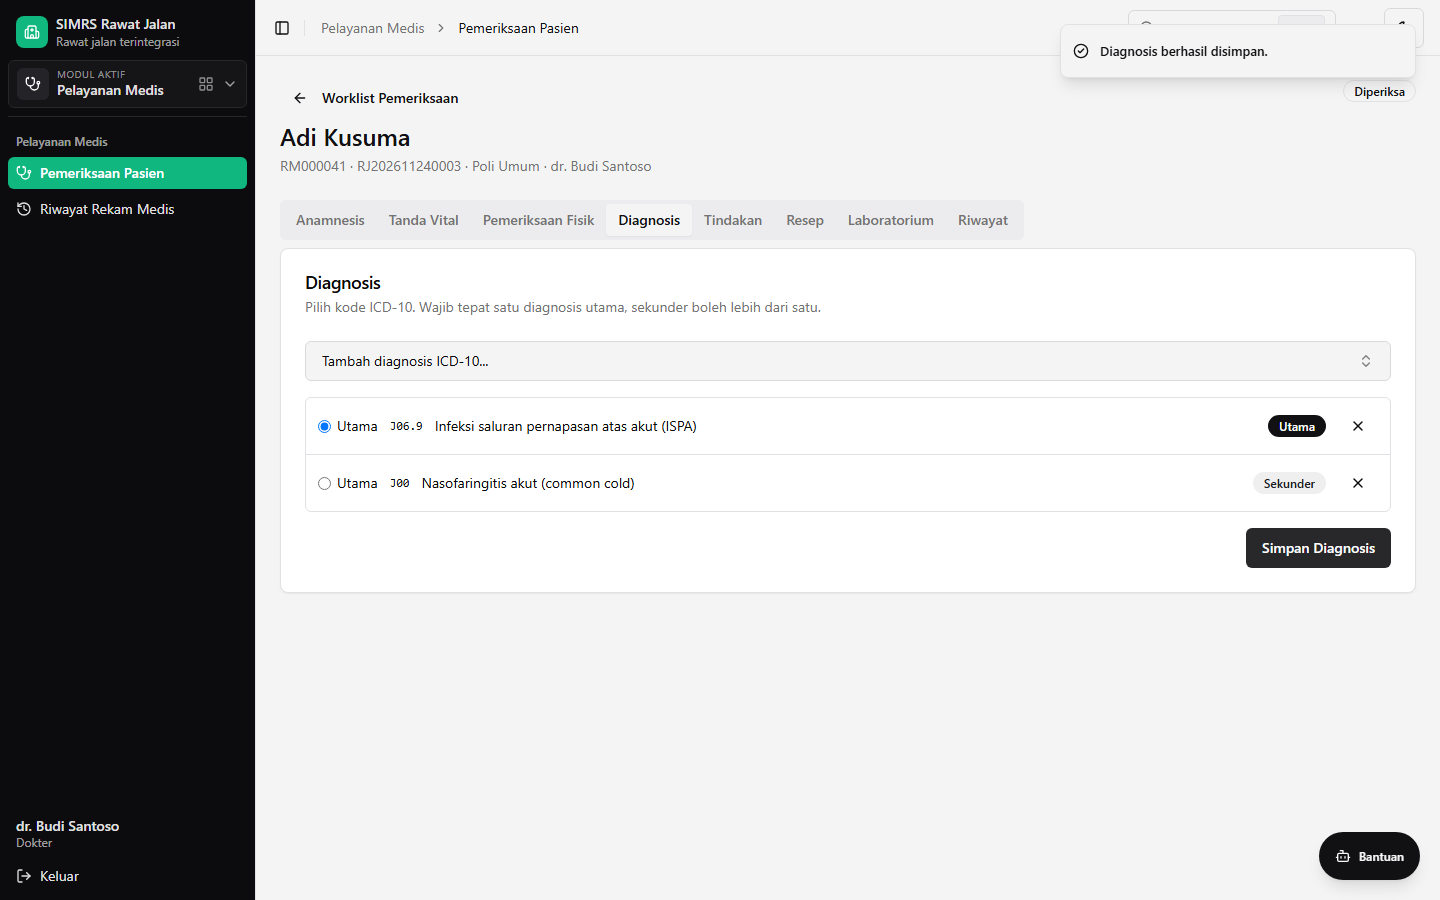 SIMRS Rawat Jalan
Rawat jalan terintegrasi
MODUL AKTIF
Pelayanan Medis
Pelayanan Medis
Pemeriksaan Pasien
Riwayat Rekam Medis
dr. Budi Santoso
Dokter
Keluar
Pelayanan Medis > Pemeriksaan Pasien
Diagnosis berhasil disimpan.
Worklist Pemeriksaan
Diperiksa
Adi Kusuma
RM000041 · RJ202611240003 · Poli Umum · dr. Budi Santoso
Anamnesis Tanda Vital Pemeriksaan Fisik Diagnosis Tindakan Resep Laboratorium Riwayat
Diagnosis
Pilih kode ICD-10. Wajib tepat satu diagnosis utama, sekunder boleh lebih dari satu.
Tambah diagnosis ICD-10...
Utama J06.9 Infeksi saluran pernapasan atas akut (ISPA) Utama
Utama J00 Nasofaringitis akut (common cold) Sekunder
Simpan Diagnosis
Bantuan